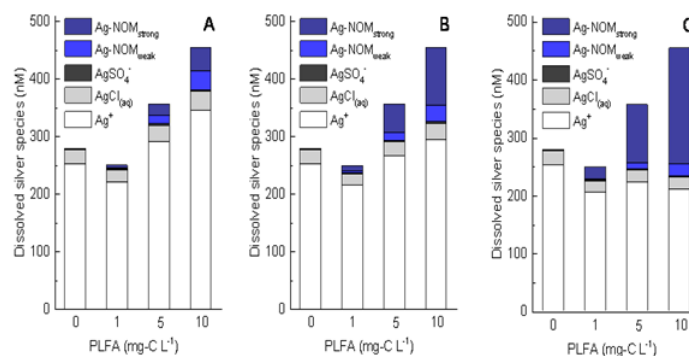 A
Ag-NOMstrong
Ag-NOMweak
AgSO4-
AgCl(aq)
Ag+
500
400
300
200
100
0
Dissolved silver species (nM)
0 1 5 10
PLFA (mg-C L-1)
B
Ag-NOMstrong
Ag-NOMweak
AgSO4-
AgCl(aq)
Ag+
500
400
300
200
100
0
Dissolved silver species (nM)
0 1 5 10
PLFA (mg-C L-1)
C
Ag-NOMstrong
Ag-NOMweak
AgSO4-
AgCl(aq)
Ag+
500
400
300
200
100
0
Dissolved silver species (nM)
0 1 5 10
PLFA (mg-C L-1)